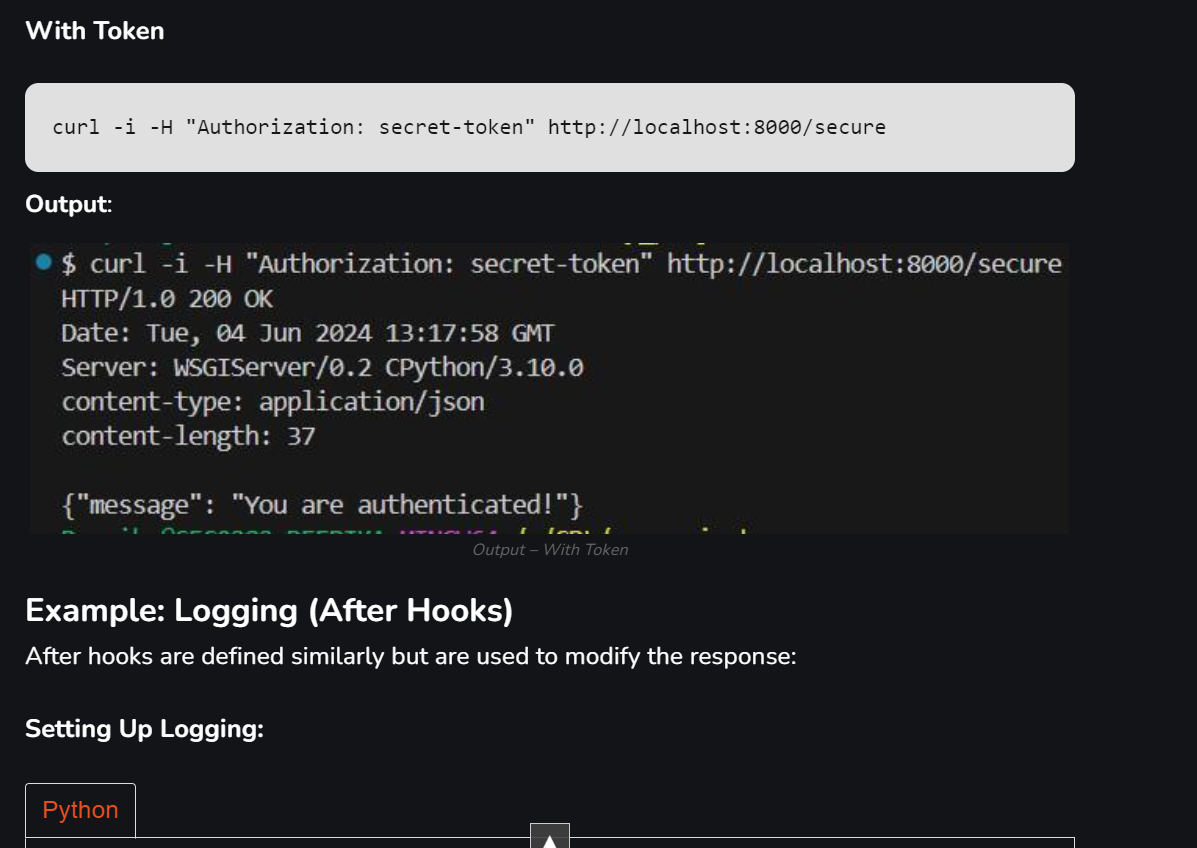 With Token
curl -i -H "Authorization: secret-token" http://localhost:8000/secure
Output:
$ curl -i -H "Authorization: secret-token" http://localhost:8000/secure
HTTP/1.0 200 OK
Date: Tue, 04 Jun 2024 13:17:58 GMT
Server: WSGIServer/0.2 CPython/3.10.0
content-type: application/json
content-length: 37
{"message": "You are authenticated!"}
Output – With Token
Example: Logging (After Hooks)
After hooks are defined similarly but are used to modify the response:
Setting Up Logging:
Python